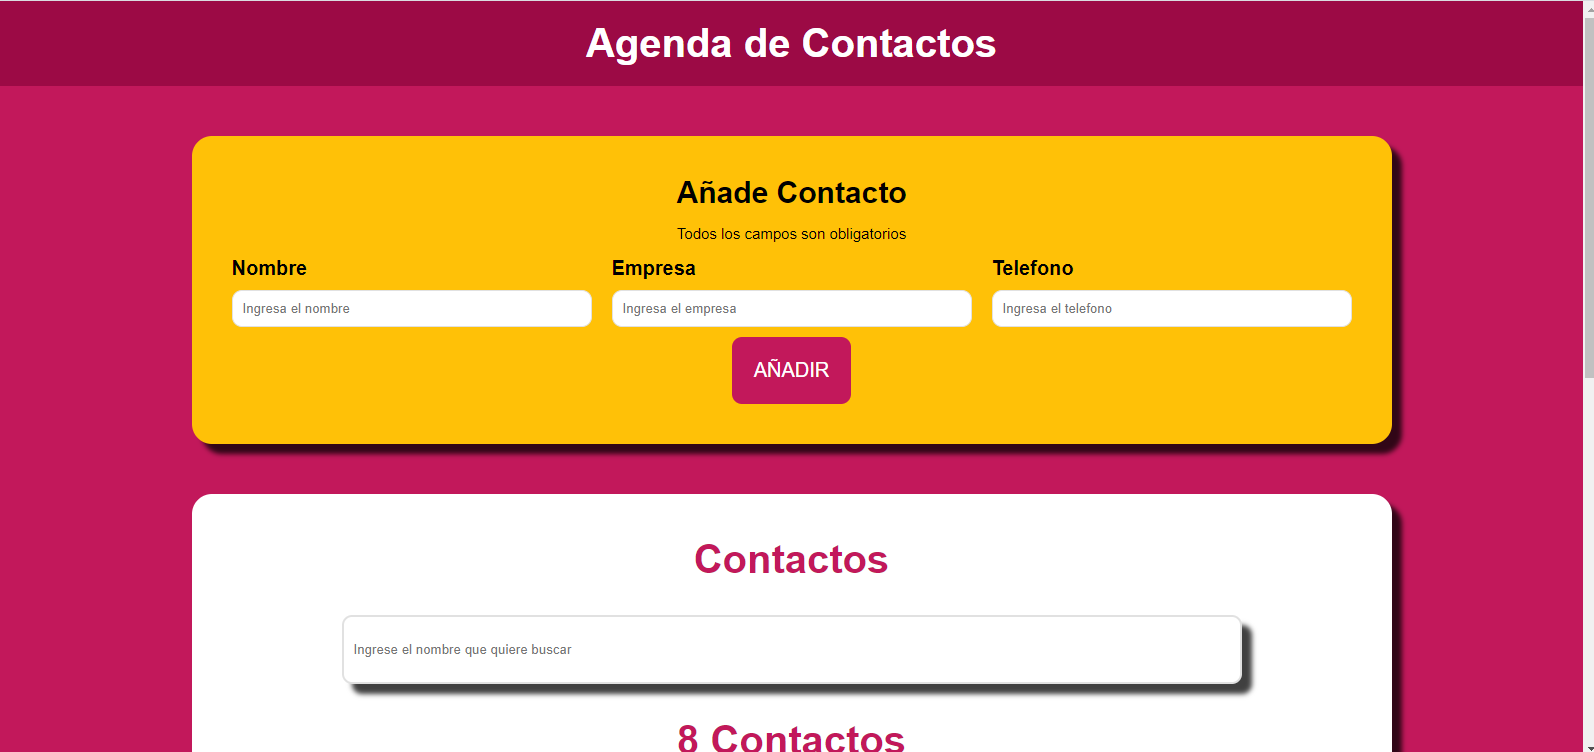 Agenda de Contactos
Añade Contacto
Todos los campos son obligatorios
Nombre Empresa Telefono
Ingresa el nombre Ingresa el empresa Ingresa el telefono
AÑADIR
Contactos
Ingrese el nombre que quiere buscar
8 Contactos